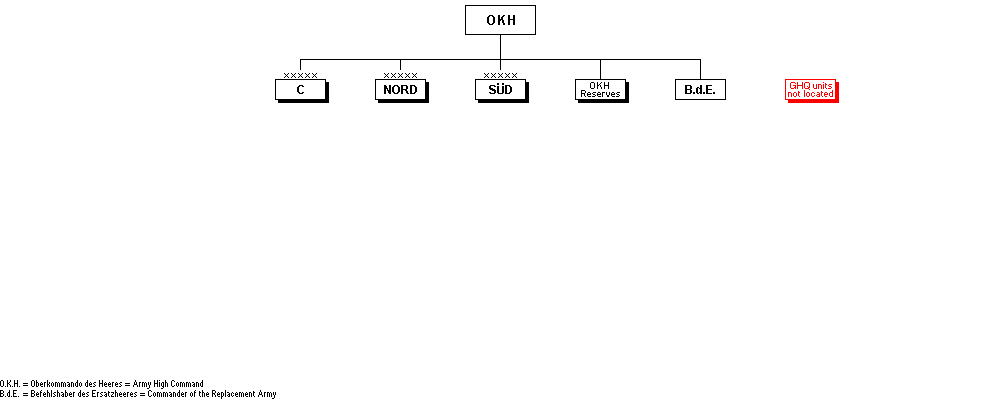 OKH
XXXXX XXXXX XXXXX
C NORD SÜD OKH Reserves B.d.E. GHQ units not located
O.K.H. = Oberkommando des Heeres = Army High Command
B.d.E. = Befehlshaber des Ersatzheeres = Commander of the Replacement Army